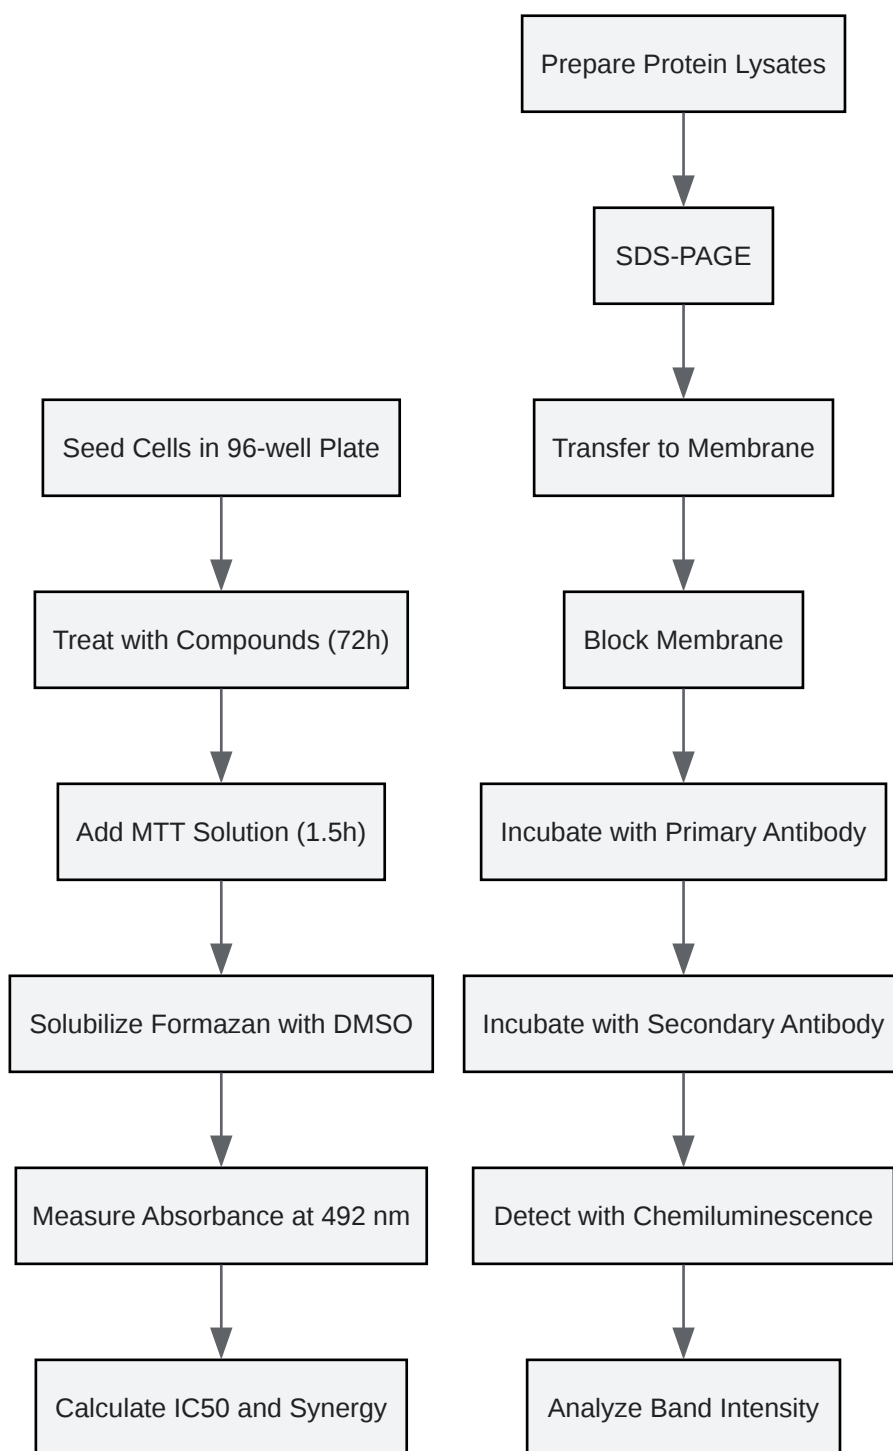 Prepare Protein Lysates
SDS-PAGE
Seed Cells in 96-well Plate
Transfer to Membrane
Treat with Compounds (72h)
Block Membrane
Add MTT Solution (1.5h)
Incubate with Primary Antibody
Solubilize Formazan with DMSO
Incubate with Secondary Antibody
Measure Absorbance at 492 nm
Detect with Chemiluminescence
Calculate IC50 and Synergy
Analyze Band Intensity